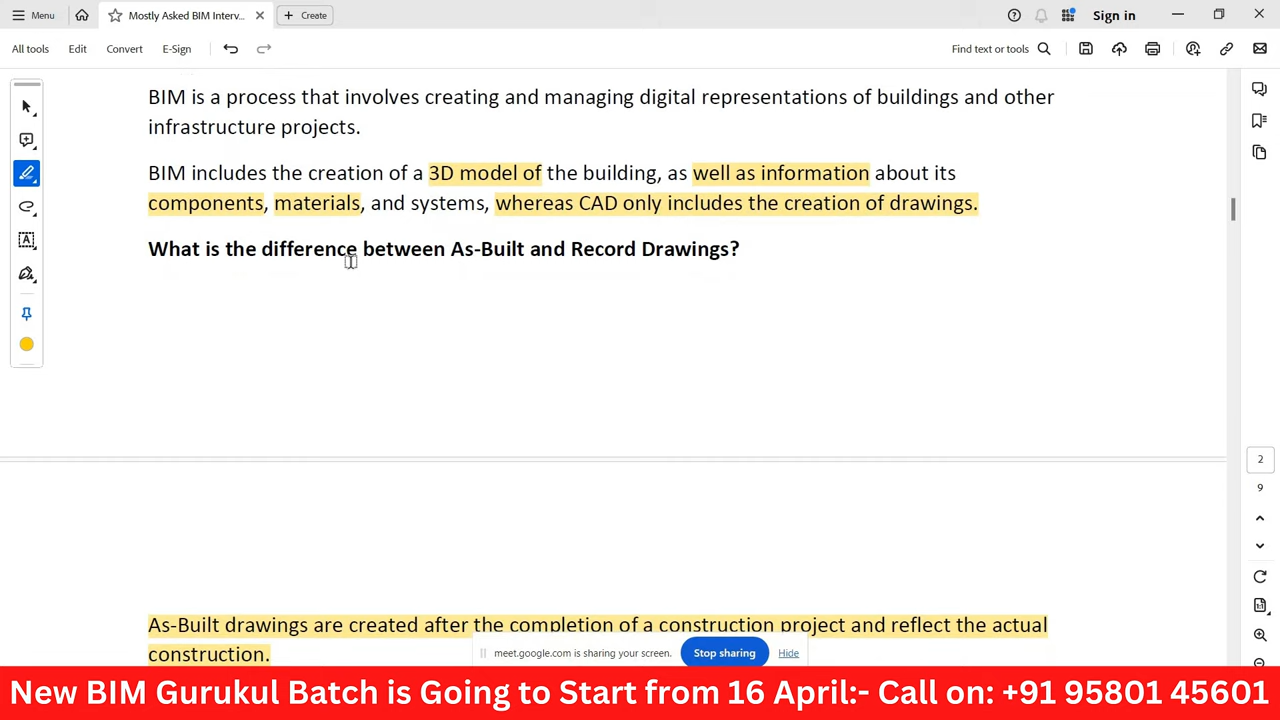 Menu
Mostly Asked BIM Interv...
Create
Sign in
All tools
Edit
Convert
E-Sign
Find text or tools
BIM is a process that involves creating and managing digital representations of buildings and other
infrastructure projects.
BIM includes the creation of a 3D model of the building, as well as information about its
components, materials, and systems, whereas CAD only includes the creation of drawings.
What is the difference between As-Built and Record Drawings?
2
9
As-Built drawings are created after the completion of a construction project and reflect the actual
construction.
meet.google.com is sharing your screen.
Stop sharing
Hide
New BIM Gurukul Batch is Going to Start from 16 April:- Call on: +91 95801 45601